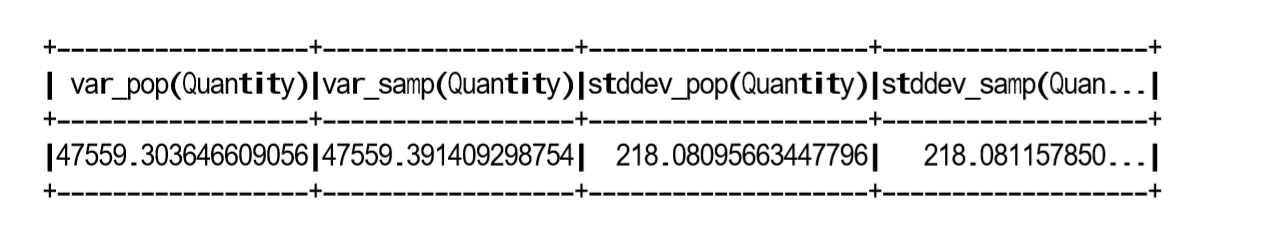 +------------------+------------------+--------------------+-------------------+
| var_pop(Quantity)|var_samp(Quantity)|stddev_pop(Quantity)|stddev_samp(Quan...|
+------------------+------------------+--------------------+-------------------+
|47559.303646609056|47559.391409298754|  218.08095663447796|   218.081157850...|
+------------------+------------------+--------------------+-------------------+